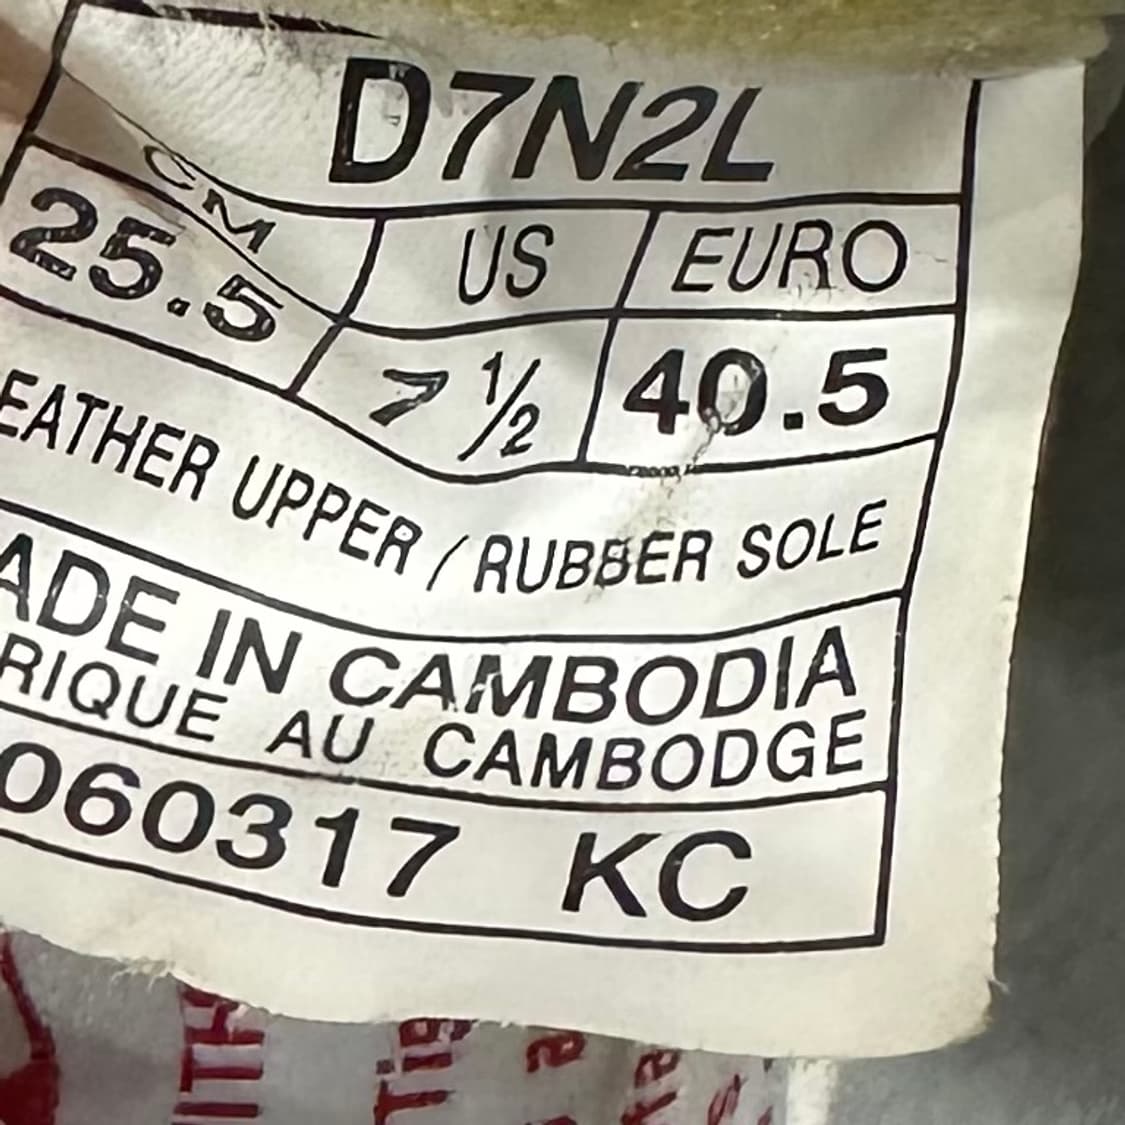 D7N2L
CM US EURO
25.5 7 ½ 40.5
EATHER UPPER / RUBBER SOLE
ADE IN CAMBODIA
RIQUE AU CAMBODGE
060317 KC